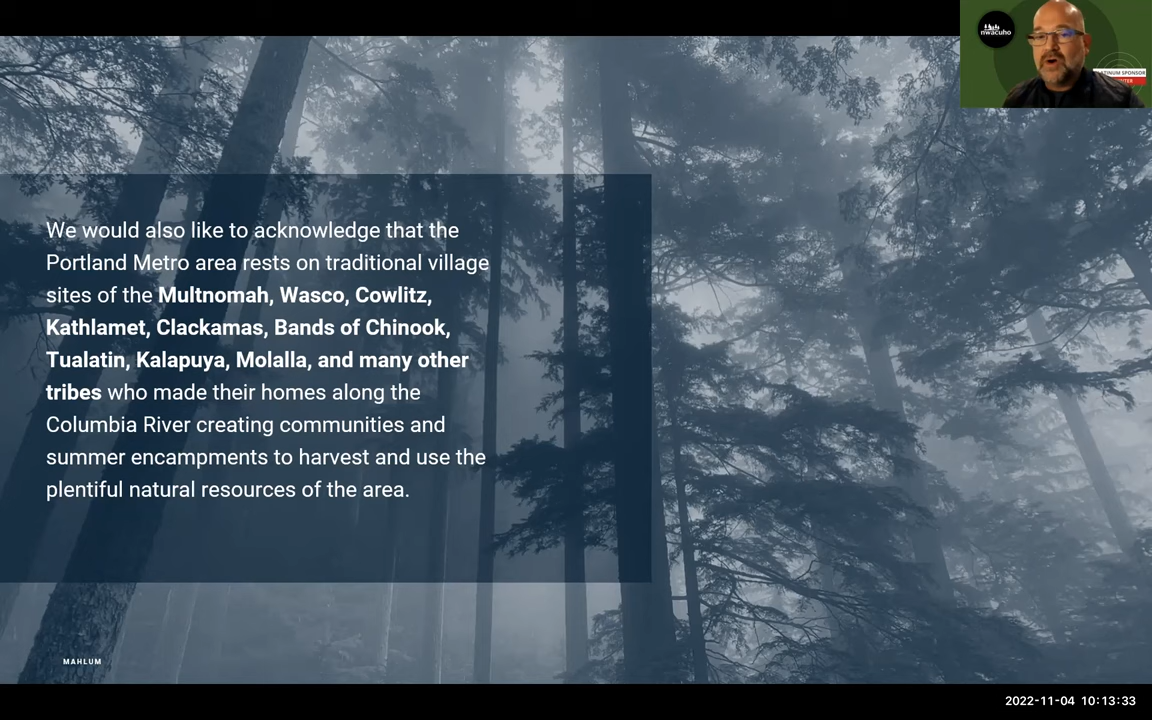 nwacuho
PLATINUM SPONSOR
We would also like to acknowledge that the
Portland Metro area rests on traditional village
sites of the Multnomah, Wasco, Cowlitz,
Kathlamet, Clackamas, Bands of Chinook,
Tualatin, Kalapuya, Molalla, and many other
tribes who made their homes along the
Columbia River creating communities and
summer encampments to harvest and use the
plentiful natural resources of the area.
MAHLUM
2022-11-04 10:13:33